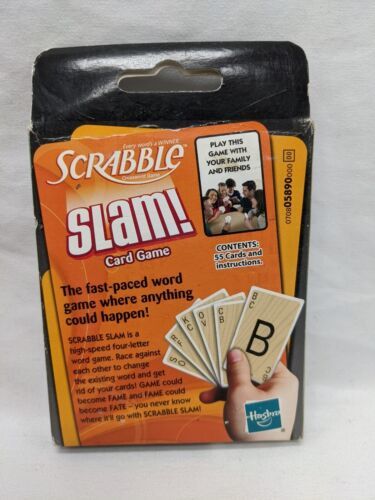 Every word's a WINNER
SCRABBLE
Crossword Game
SLAM!
Card Game
PLAY THIS
GAME WITH
YOUR FAMILY
AND FRIENDS
070805890000 00
CONTENTS:
55 Cards and
instructions.
The fast-paced word
game where anything
could happen!
SCRABBLE SLAM is a
high-speed four-letter
word game. Race against
each other to change
the existing word and get
rid of your cards! GAME could
become FAME and FAME could
become FATE – you never know
where it'll go with SCRABBLE SLAM!
B
C
B
Hasbro